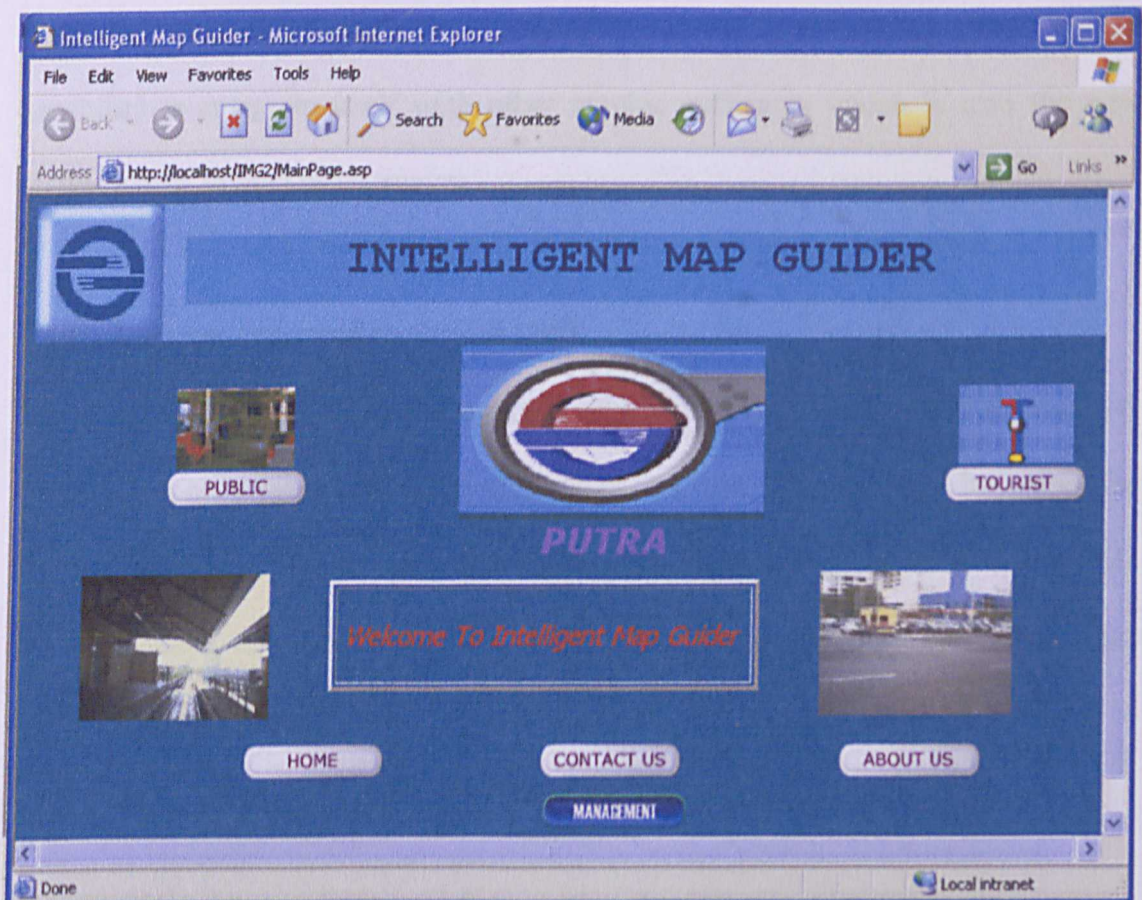 Intelligent Map Guider - Microsoft Internet Explorer
File Edit View Favorites Tools Help
Back Search Favorites Media
Address http://localhost/IMG2/MainPage.asp Go Links »
INTELLIGENT MAP GUIDER
PUBLIC
TOURIST
PUTRA
Welcome To Intelligent Map Guider
HOME CONTACT US ABOUT US
MANAGEMENT
Done Local intranet